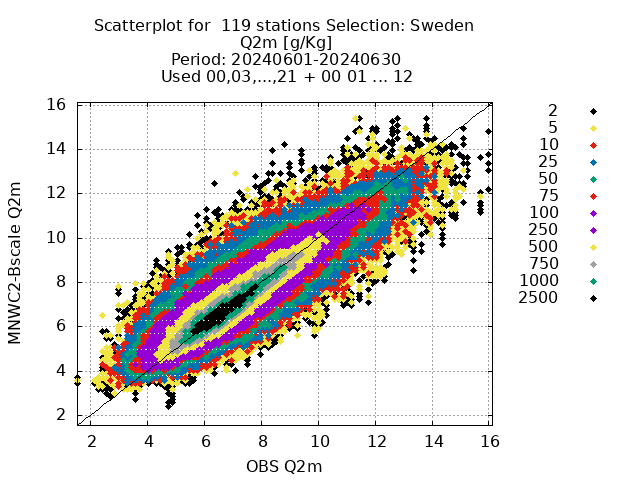 Scatterplot for  119 stations Selection: Sweden
Q2m [g/Kg]
Period: 20240601-20240630
Used 00,03,...,21 + 00 01 ... 12
16
14
12
10
8
6
4
2
MNWC2-Bscale Q2m
2 4 6 8 10 12 14 16
OBS Q2m
2
5
10
25
50
75
100
250
500
750
1000
2500